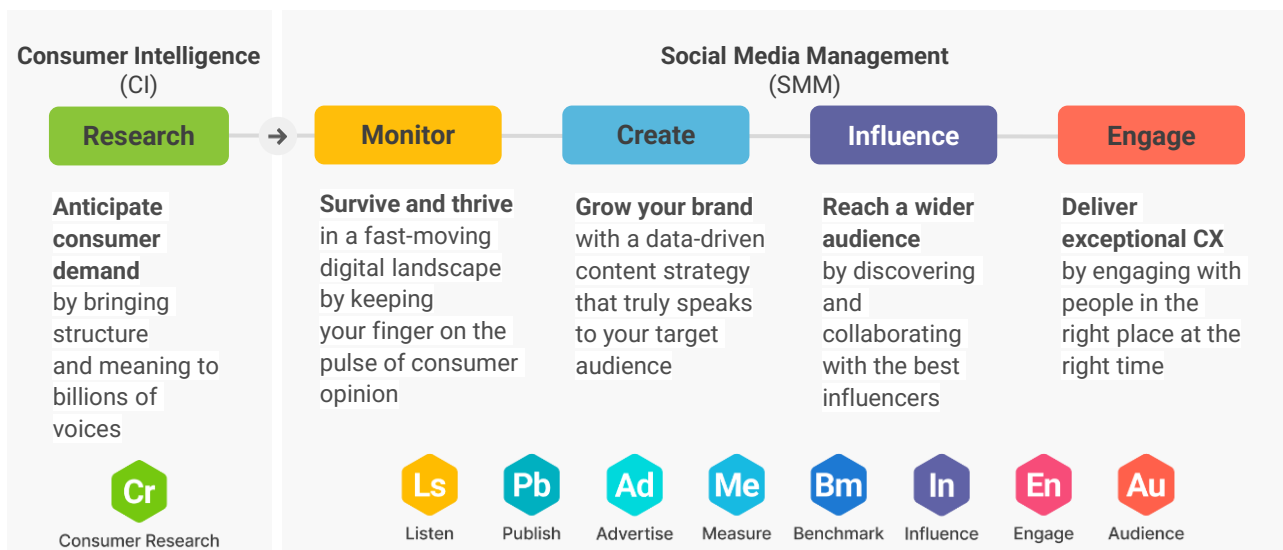 Consumer Intelligence
(CI)
Research
Anticipate
consumer
demand
by bringing
structure
and meaning to
billions of
voices
Cr
Consumer Research
Social Media Management
(SMM)
Monitor
Survive and thrive
in a fast-moving
digital landscape
by keeping
your finger on the
pulse of consumer
opinion
Create
Grow your brand
with a data-driven
content strategy
that truly speaks
to your target
audience
Influence
Reach a wider
audience
by discovering
and
collaborating
with the best
influencers
Engage
Deliver
exceptional CX
by engaging with
people in the
right place at the
right time
Ls
Listen
Pb
Publish
Ad
Advertise
Me
Measure
Bm
Benchmark
In
Influence
En
Engage
Au
Audience